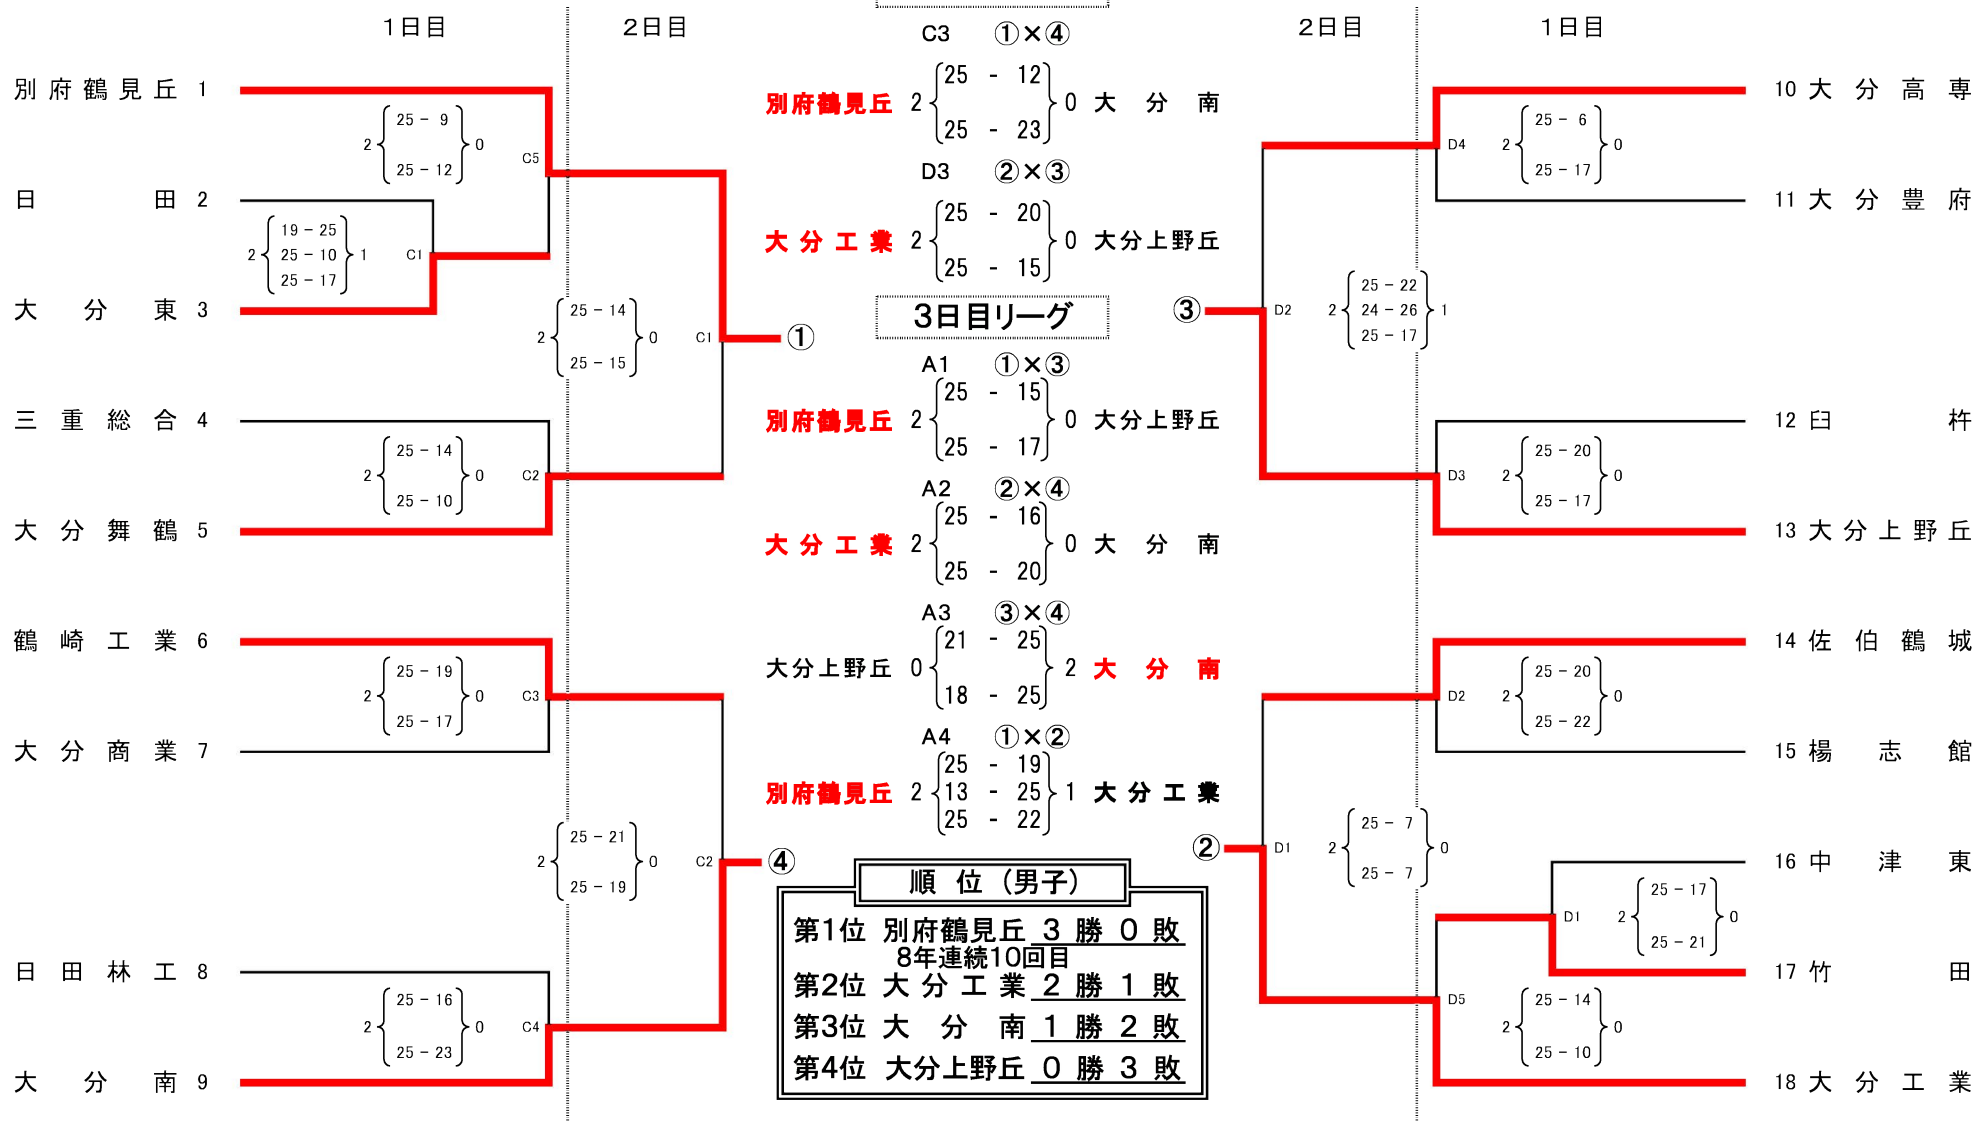 1日目
2日目
別府鶴見丘 1
25 - 9
2 0
25 - 12
C5
日田 2
19 - 25
2 25 - 10 1
25 - 17
C1
大分東 3
25 - 14
2 0
25 - 15
C1
①
三重総合 4
25 - 14
2 0
25 - 10
C2
大分舞鶴 5
鶴崎工業 6
25 - 19
2 0
25 - 17
C3
大分商業 7
25 - 21
2 0
25 - 19
C2
④
日田林工 8
25 - 16
2 0
25 - 23
C4
大分南 9
C3 ①×④
25 - 12
別府鶴見丘 2 0 大分南
25 - 23
D3 ②×③
25 - 20
大分工業 2 0 大分上野丘
25 - 15
3日目リーグ
A1 ①×③
25 - 15
別府鶴見丘 2 0 大分上野丘
25 - 17
A2 ②×④
25 - 16
大分工業 2 0 大分南
25 - 20
A3 ③×④
21 - 25
大分上野丘 0 2 大分南
18 - 25
A4 ①×②
25 - 19
別府鶴見丘 2 13 - 25 1 大分工業
25 - 22
順位（男子）
第1位 別府鶴見丘 3勝0敗
8年連続10回目
第2位 大分工業 2勝1敗
第3位 大分南 1勝2敗
第4位 大分上野丘 0勝3敗
2日目
1日目
10 大分高専
D4
25 - 6
2 0
25 - 17
11 大分豊府
③
D2
25 - 22
2 24 - 26 1
25 - 17
12 臼杵
D3
25 - 20
2 0
25 - 17
13 大分上野丘
14 佐伯鶴城
D2
25 - 20
2 0
25 - 22
15 楊志館
②
D1
25 - 7
2 0
25 - 7
16 中津東
D1
25 - 17
2 0
25 - 21
17 竹田
D5
25 - 14
2 0
25 - 10
18 大分工業